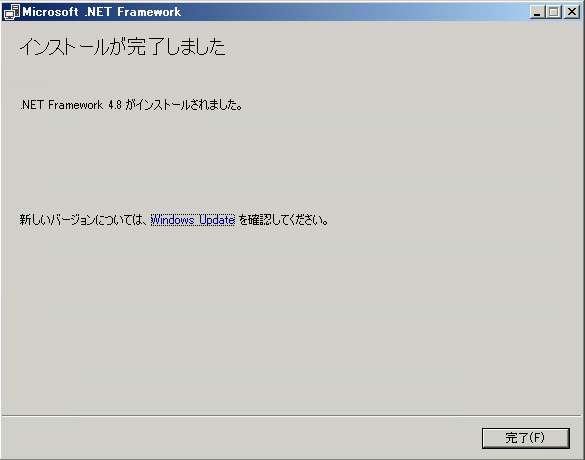 Microsoft .NET Framework
インストールが完了しました
.NET Framework 4.8 がインストールされました。
新しいバージョンについては、Windows Update を確認してください。
完了(F)